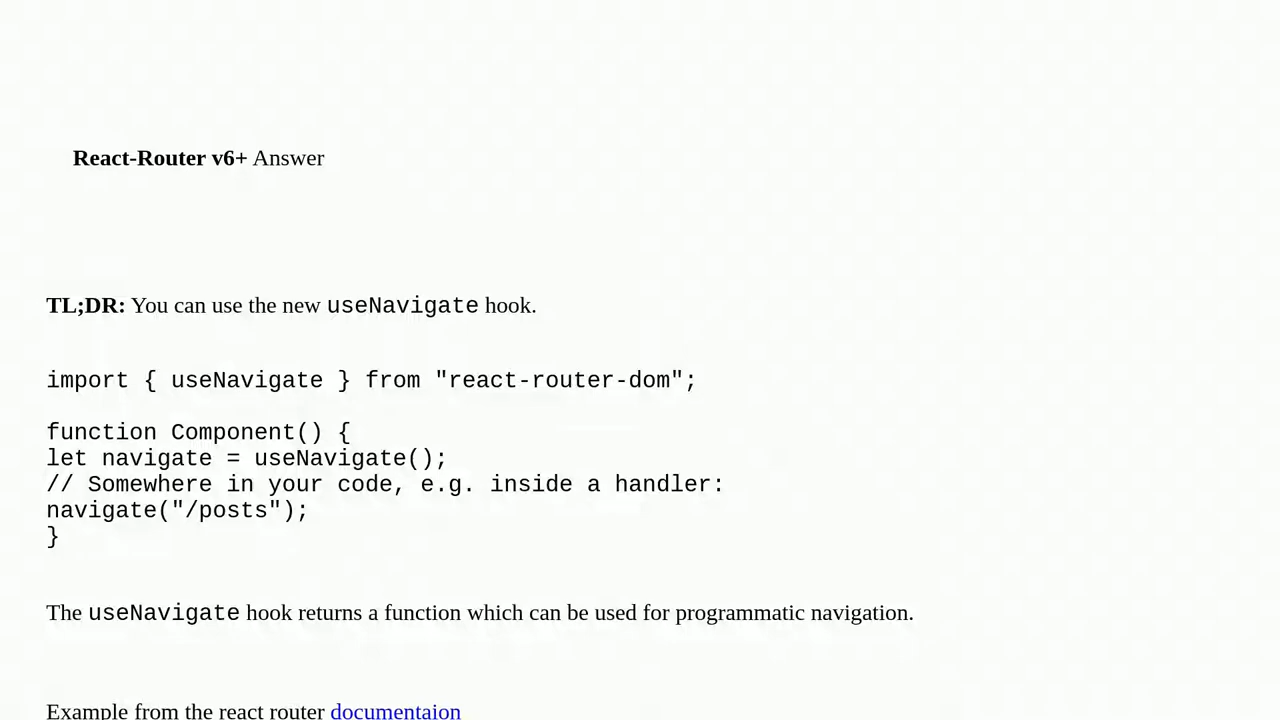 React-Router v6+ Answer
TL;DR: You can use the new useNavigate hook.
import { useNavigate } from "react-router-dom";
function Component() {
let navigate = useNavigate();
// Somewhere in your code, e.g. inside a handler:
navigate("/posts");
}
The useNavigate hook returns a function which can be used for programmatic navigation.
Example from the react router documentaion